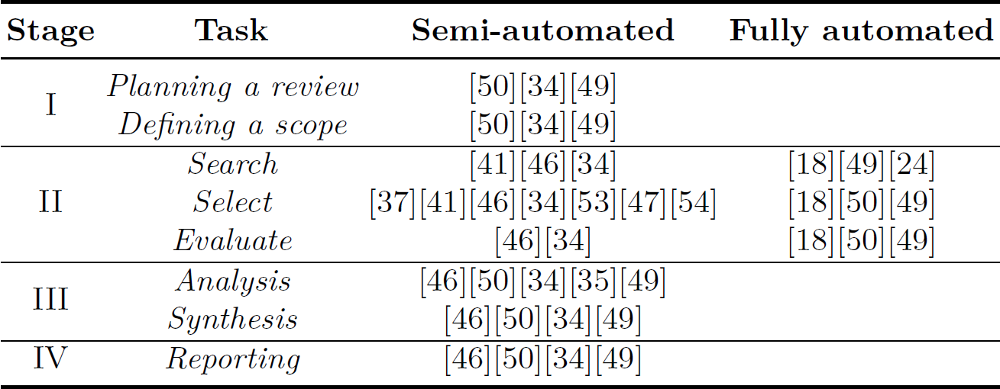 Stage Task Semi-automated Fully automated
I
Planning a review [50][34][49]
Defining a scope [50][34][49]
II
Search [41][46][34] [18][49][24]
Select [37][41][46][34][53][47][54] [18][50][49]
Evaluate [46][34] [18][50][49]
III
Analysis [46][50][34][35][49]
Synthesis [46][50][34][49]
IV Reporting [46][50][34][49]